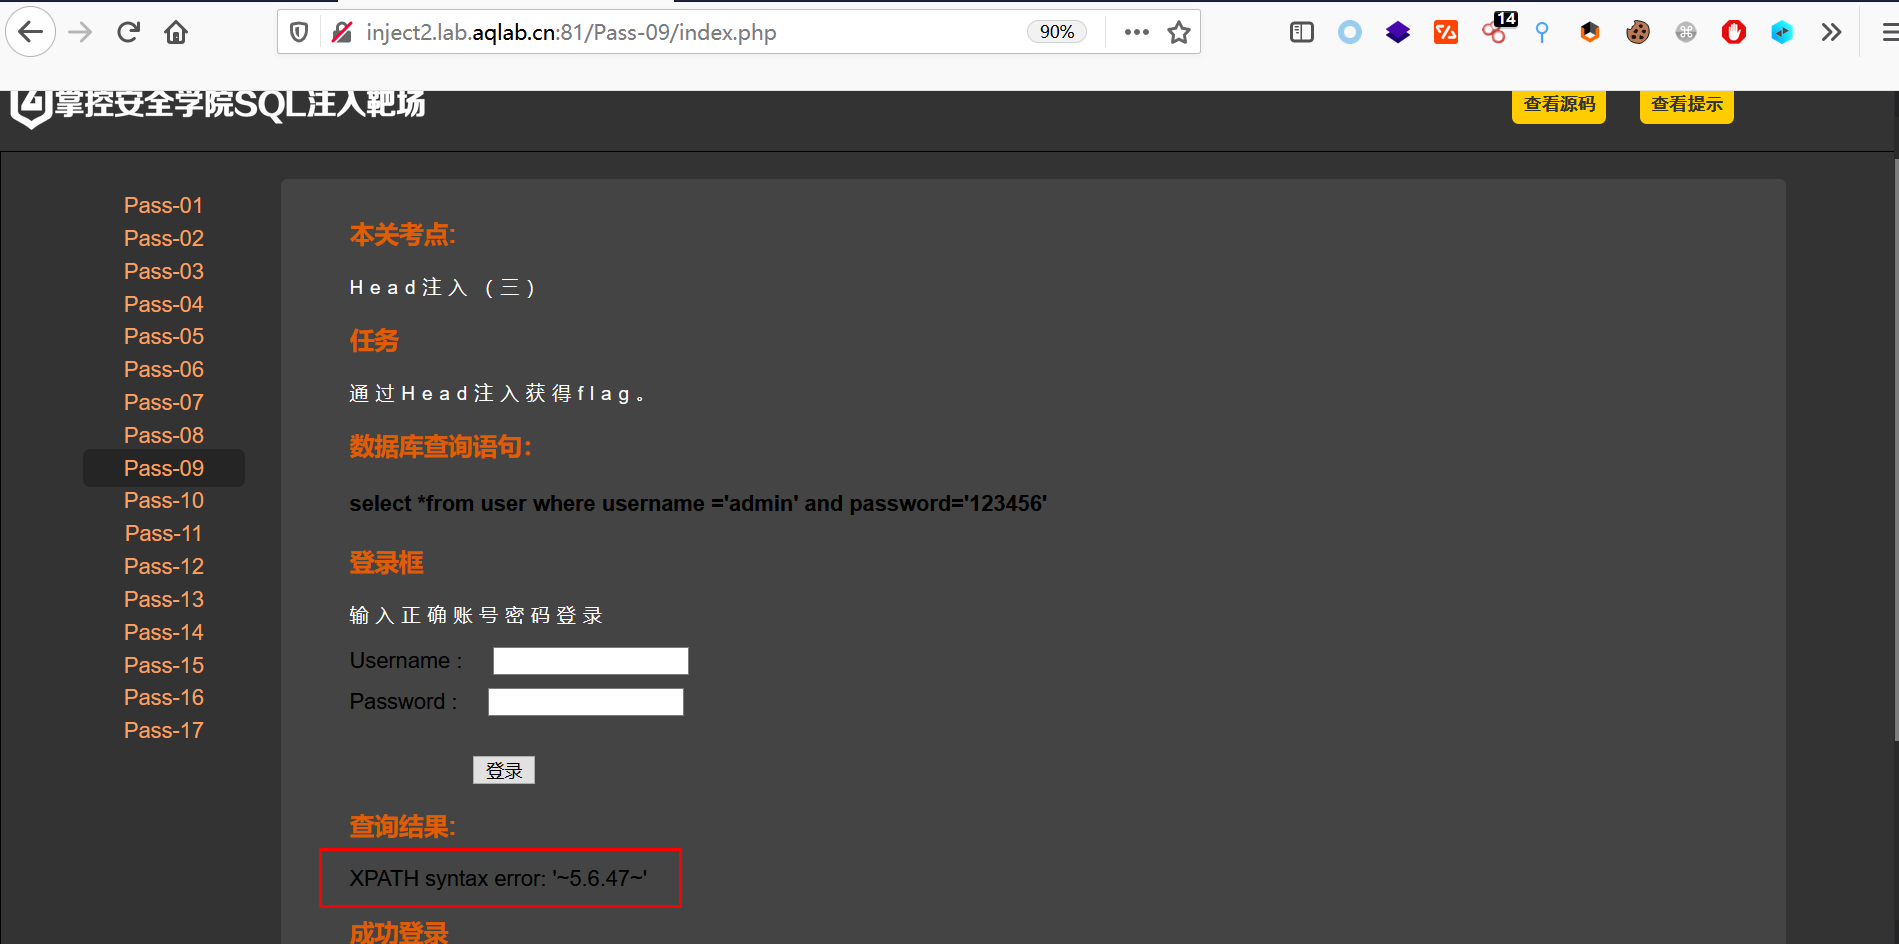 inject2.lab.aqlab.cn:81/Pass-09/index.php
90%
14
掌控安全学院SQL注入靶场
查看源码
查看提示
Pass-01
Pass-02
Pass-03
Pass-04
Pass-05
Pass-06
Pass-07
Pass-08
Pass-09
Pass-10
Pass-11
Pass-12
Pass-13
Pass-14
Pass-15
Pass-16
Pass-17
本关考点:
Head注入 (三)
任务
通过Head注入获得flag。
数据库查询语句:
select *from user where username ='admin' and password='123456'
登录框
输入正确账号密码登录
Username :
Password :
登录
查询结果:
XPATH syntax error: '~5.6.47~'
成功登录